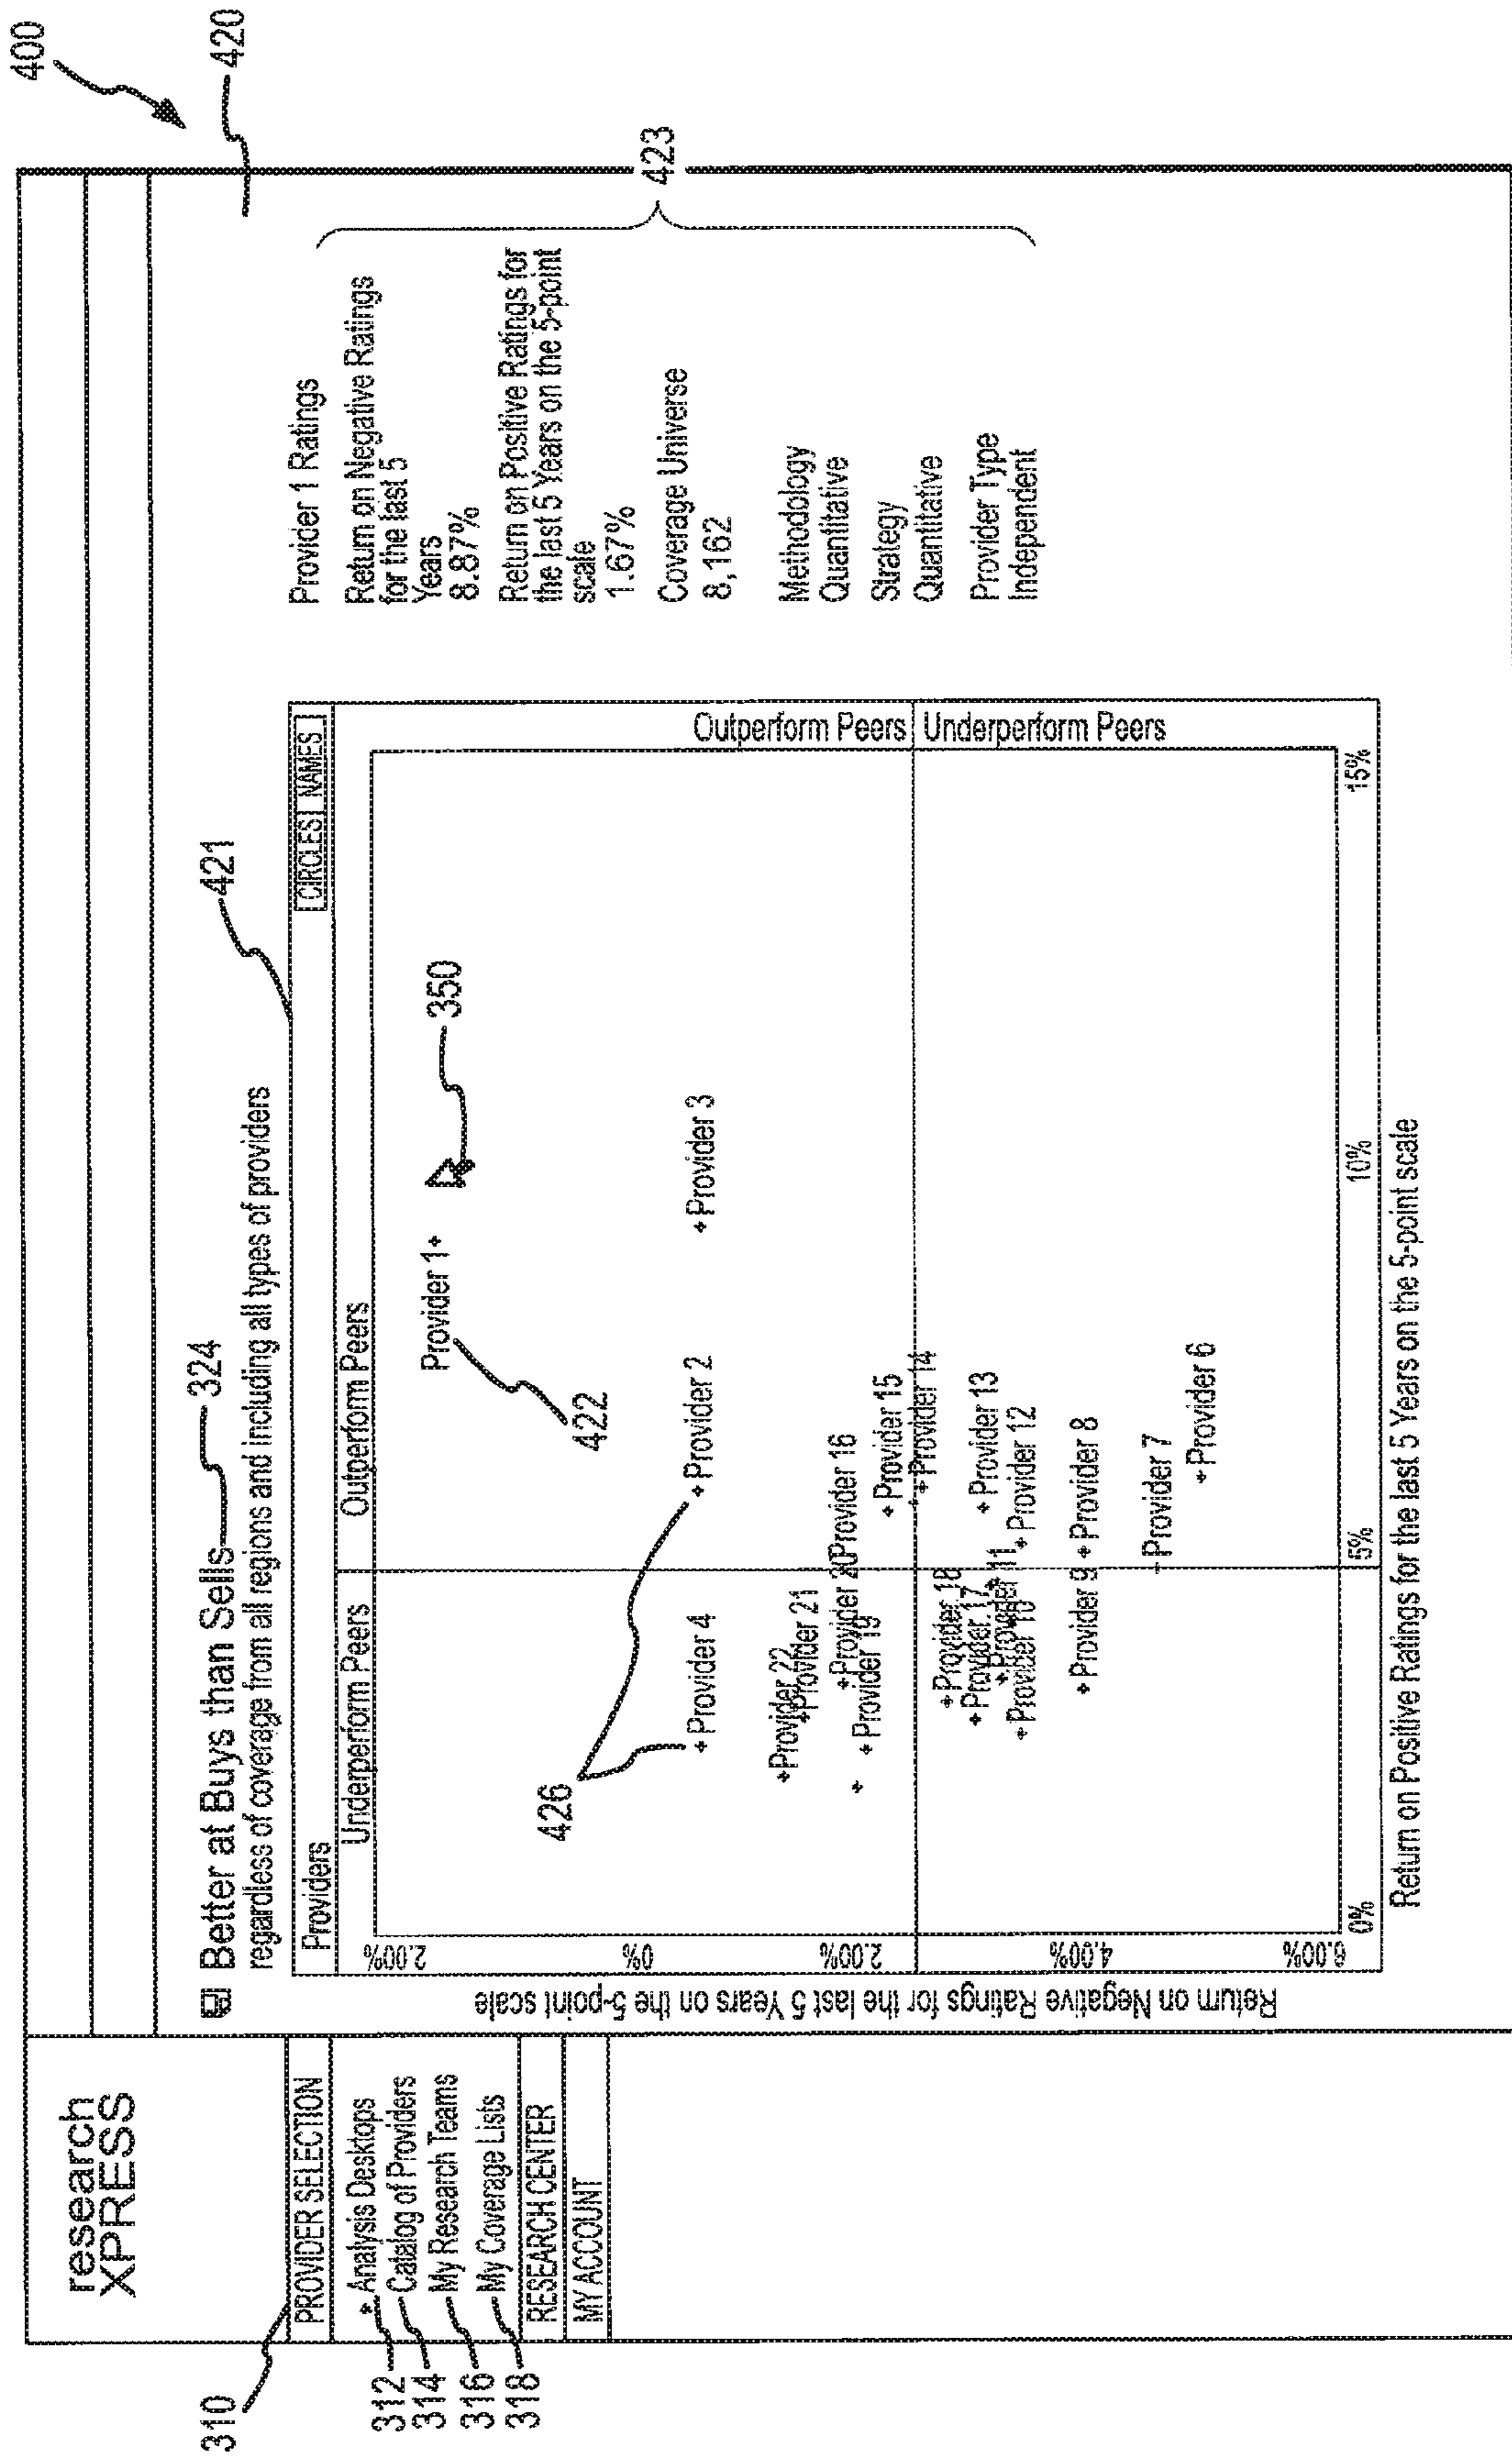 400
420
research
XPRESS
310
PROVIDER SELECTION
312
Analysis Desktops
314
Catalog of Providers
316
My Research Teams
318
My Coverage Lists
RESEARCH CENTER
MY ACCOUNT
Better at Buys than Sells
324
regardless of coverage from all regions and including all types of providers
421
Providers
CIRCLES NAMES
Underperform Peers
Outperform Peers
Outperform Peers
Underperform Peers
Return on Negative Ratings for the last 5 Years on the 5-point scale
2.00%
0%
2.00%
4.00%
6.00%
Provider 1
350
422
426
Provider 4
Provider 2
Provider 3
Provider 22
Provider 21
Provider 20
Provider 16
Provider 19
Provider 15
Provider 14
Provider 18
Provider 17
Provider 13
Provider 11
Provider 10
Provider 12
Provider 9
Provider 8
Provider 7
Provider 6
0%
5%
10%
15%
Return on Positive Ratings for the last 5 Years on the 5-point scale
Provider 1 Ratings
Return on Negative Ratings
for the last 5
Years
8.87%
Return on Positive Ratings for
the last 5 Years on the 5-point
scale
1.67%
Coverage Universe
8,162
Methodology
Quantitative
Strategy
Quantitative
Provider Type
Independent
423